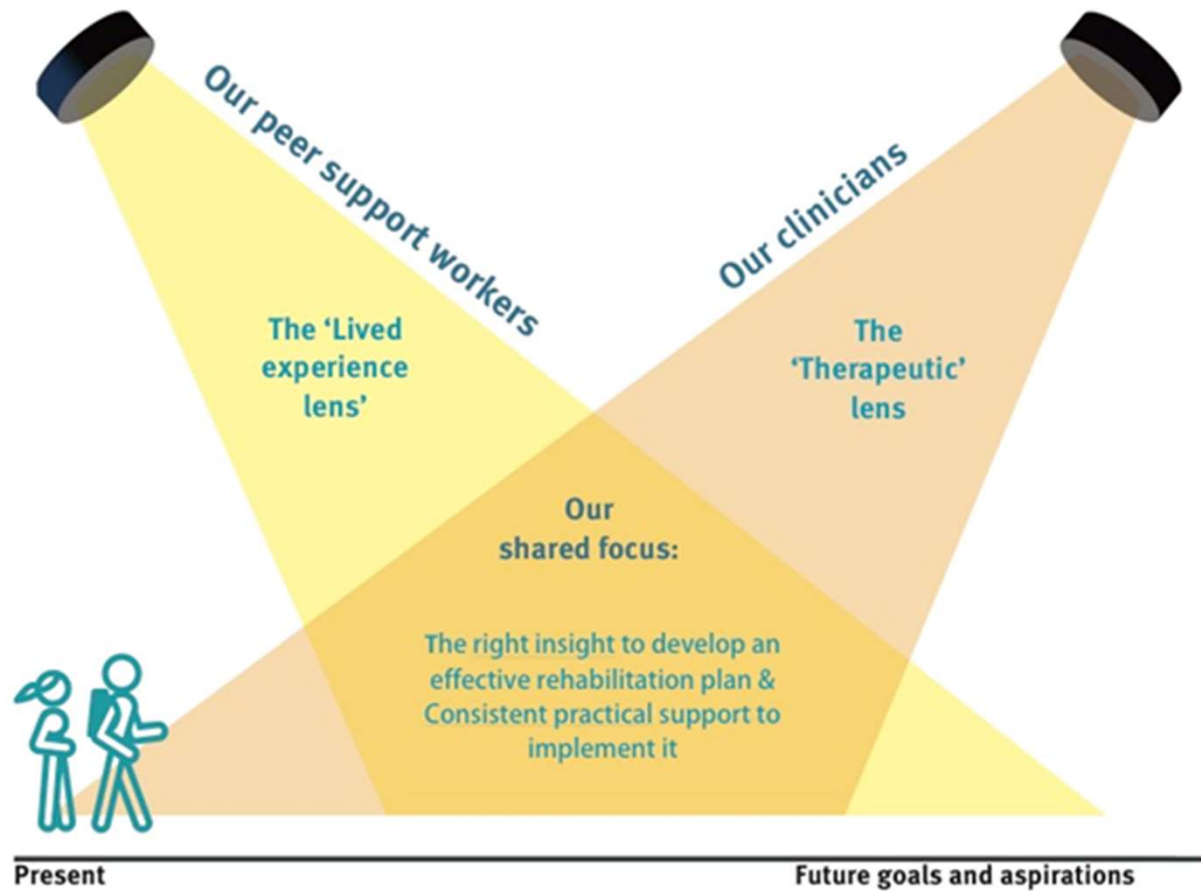 Our peer support workers
Our clinicians
The ‘Lived
experience
lens’
The
‘Therapeutic’
lens
Our
shared focus:
The right insight to develop an
effective rehabilitation plan &
Consistent practical support to
implement it
Present
Future goals and aspirations